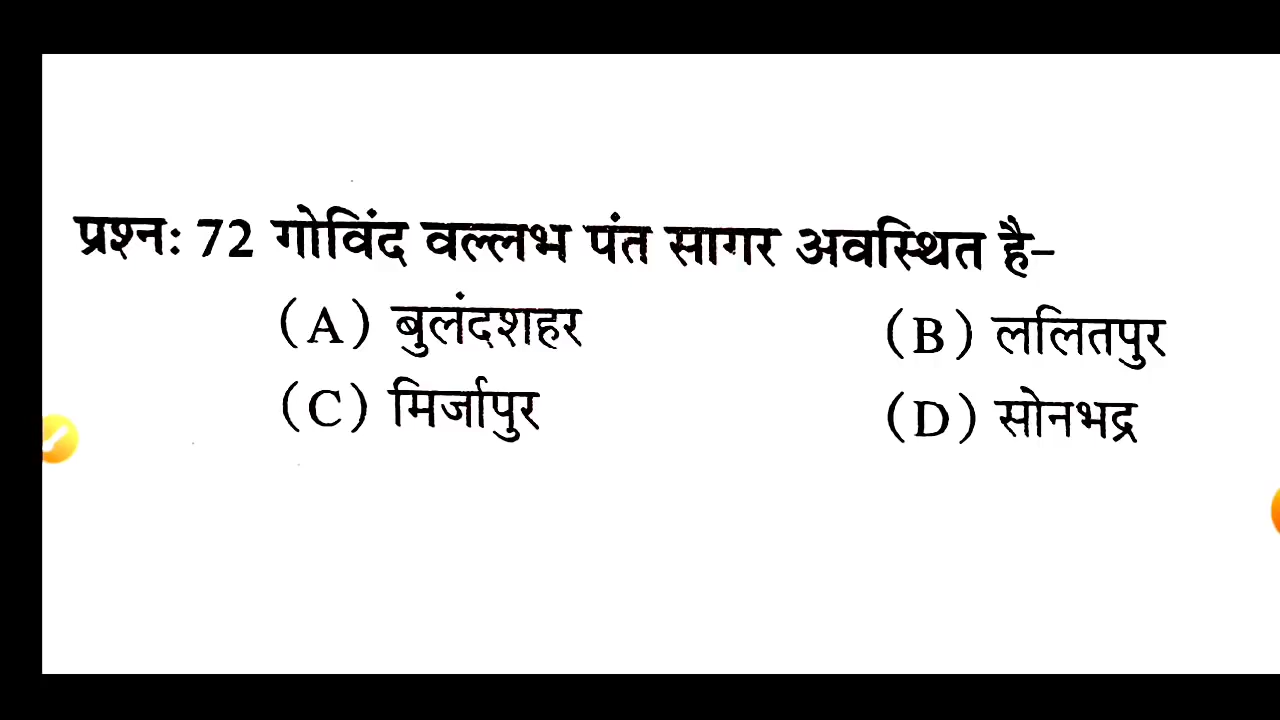 प्रश्न: 72 गोविंद वल्लभ पंत सागर अवस्थित है–
(A) बुलंदशहर (B) ललितपुर
(C) मिर्जापुर (D) सोनभद्र